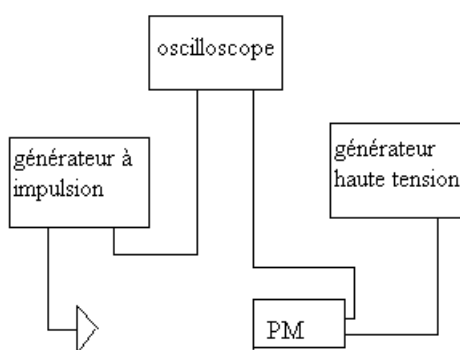 oscilloscope
générateur à
impulsion
générateur
haute tension
PM